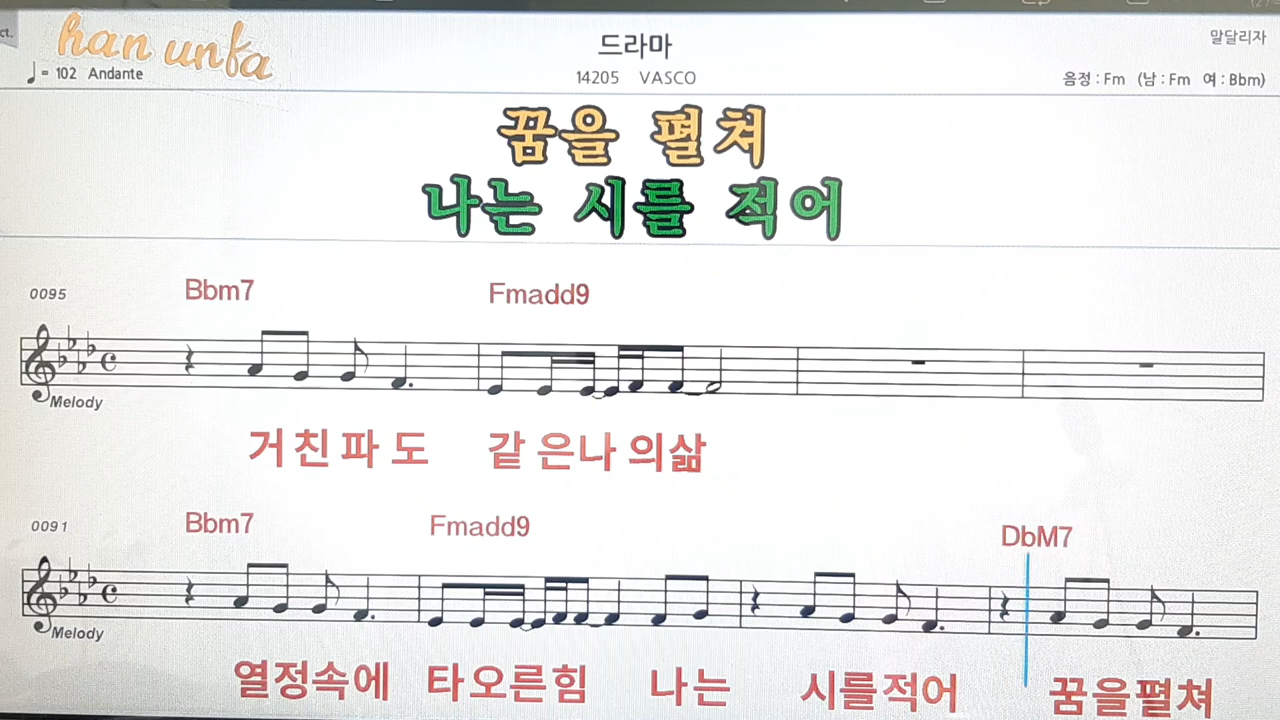 ct.
han unfa
드라마
말달리자
= 102 Andante
14205 VASCO
음정 : Fm (남 : Fm 여 : Bbm)
꿈을 펼쳐
나는 시를 적어
0095
Bbm7 Fmadd9
Melody
거친파도 같은나의삶
0091
Bbm7 Fmadd9 DbM7
Melody
열정속에 타오른힘 나는 시를적어 꿈을펼쳐